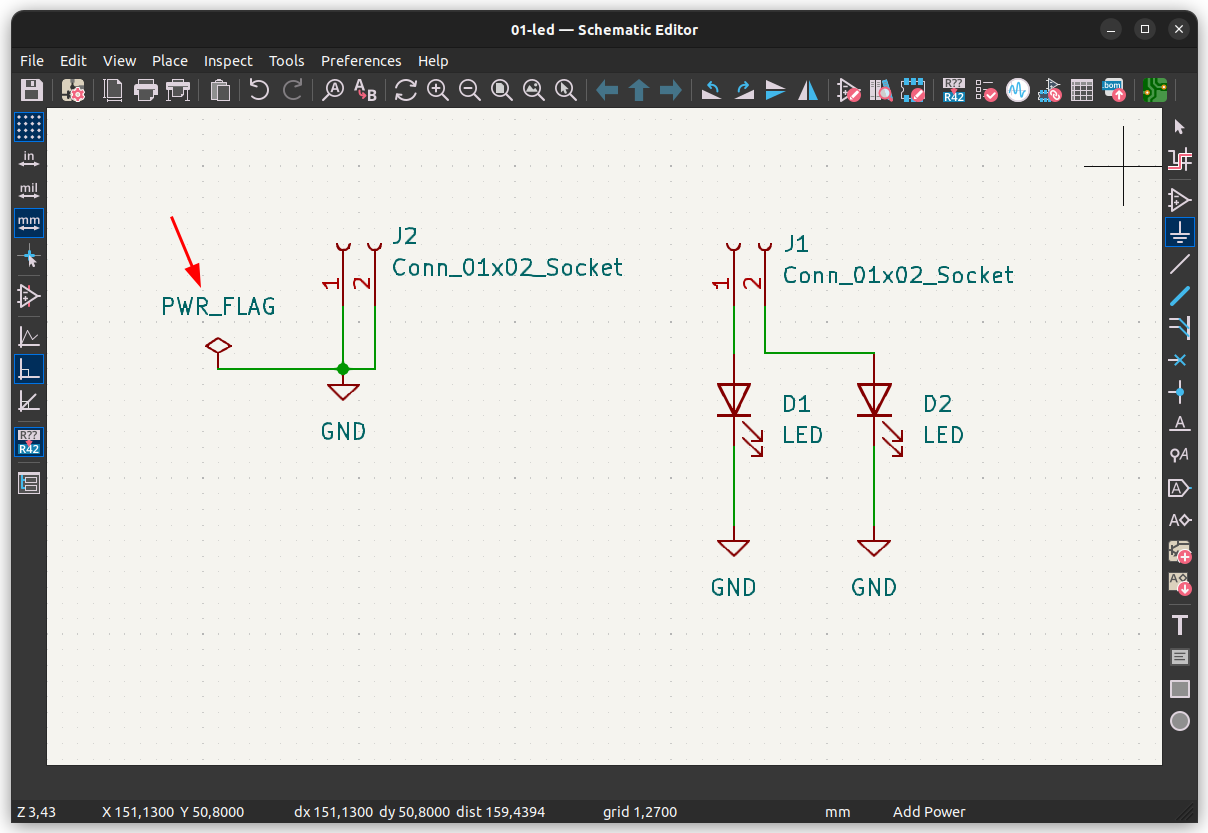 01-led — Schematic Editor
File Edit View Place Inspect Tools Preferences Help
A A B R?? R42 .bom
in
mil
mm
R?? R42
A
A
A
A
A
T
J2
Conn_01x02_Socket
1 2
PWR_FLAG
GND
J1
Conn_01x02_Socket
1 2
D1
LED
D2
LED
GND
GND
Z 3,43 X 151,1300 Y 50,8000 dx 151,1300 dy 50,8000 dist 159,4394 grid 1,2700 mm Add Power